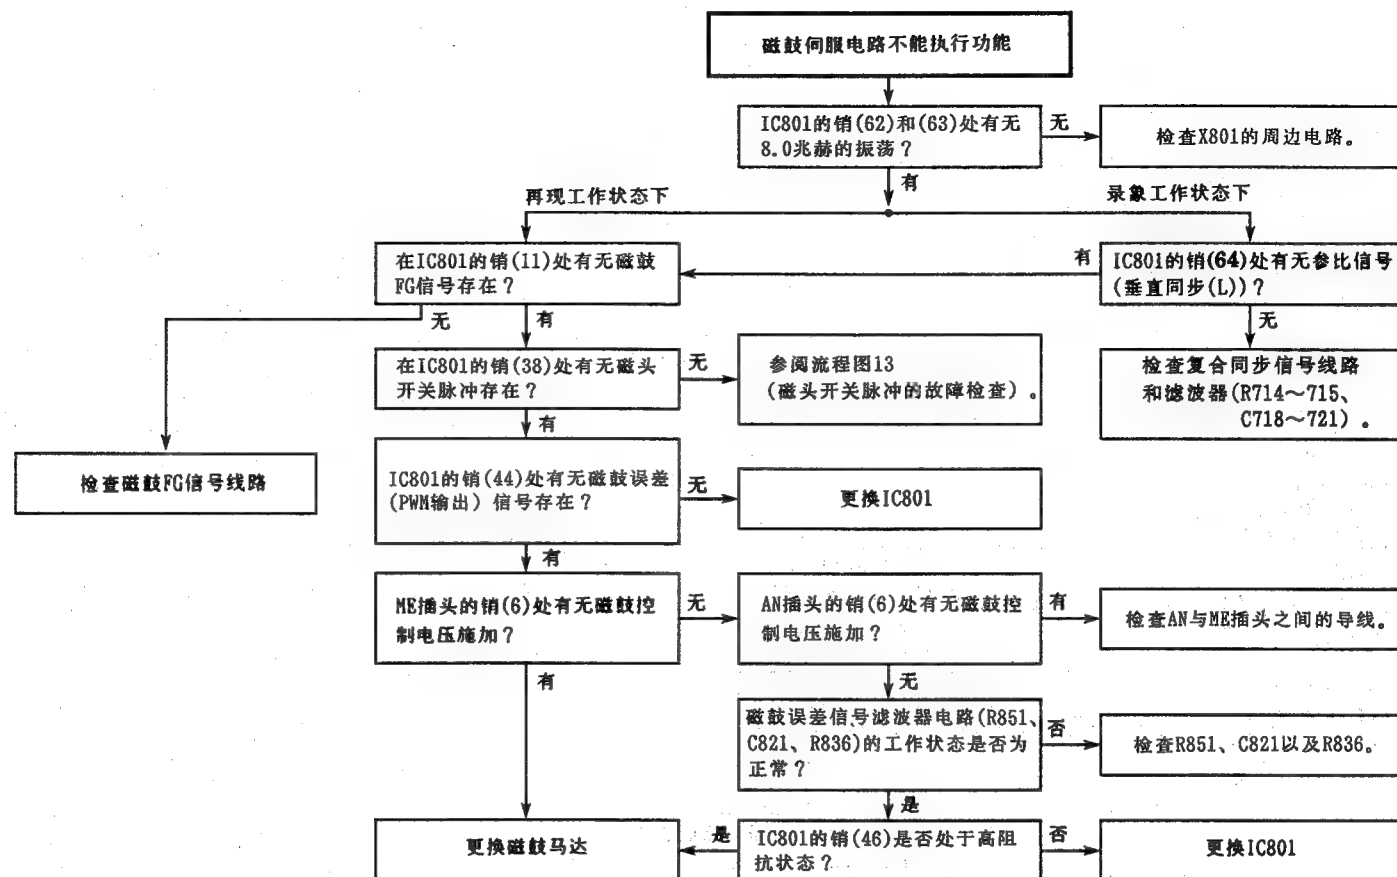 磁鼓伺服电路不能执行功能
IC801的销(62)和(63)处有无
8.0兆赫的振荡？
无
检查X801的周边电路。
有
再现工作状态下
录象工作状态下
在IC801的销(11)处有无磁鼓
FG信号存在？
有
IC801的销(64)处有无参比信号
(垂直同步(L))？
无
有
无
在IC801的销(38)处有无磁头
开关脉冲存在？
无
参阅流程图13
(磁头开关脉冲的故障检查)。
检查复合同步信号线路
和滤波器(R714～715、
C718～721)。
有
检查磁鼓FG信号线路
IC801的销(44)处有无磁鼓误差
(PWM输出) 信号存在？
无
更换IC801
有
ME插头的销(6)处有无磁鼓控
制电压施加？
无
AN插头的销(6)处有无磁鼓控
制电压施加？
有
检查AN与ME插头之间的导线。
有
无
磁鼓误差信号滤波器电路(R851、
C821、R836)的工作状态是否为
正常？
否
检查R851、C821以及R836。
是
更换磁鼓马达
是
IC801的销(46)是否处于高阻
抗状态？
否
更换IC801